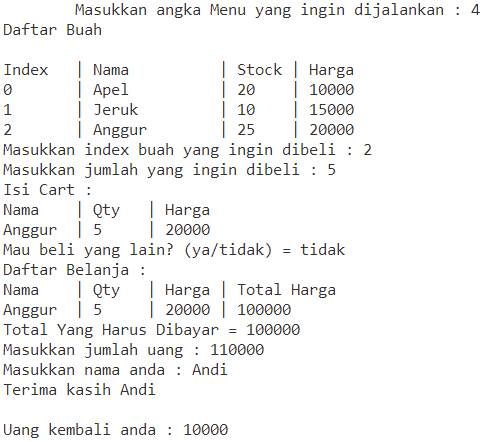 Masukkan angka Menu yang ingin dijalankan : 4
Daftar Buah
Index   | Nama            | Stock | Harga
0       | Apel            | 20    | 10000
1       | Jeruk           | 10    | 15000
2       | Anggur          | 25    | 20000
Masukkan index buah yang ingin dibeli : 2
Masukkan jumlah yang ingin dibeli : 5
Isi Cart :
Nama    | Qty   | Harga
Anggur  | 5     | 20000
Mau beli yang lain? (ya/tidak) = tidak
Daftar Belanja :
Nama    | Qty   | Harga | Total Harga
Anggur  | 5     | 20000 | 100000
Total Yang Harus Dibayar = 100000
Masukkan jumlah uang : 110000
Masukkan nama anda : Andi
Terima kasih Andi
Uang kembali anda : 10000